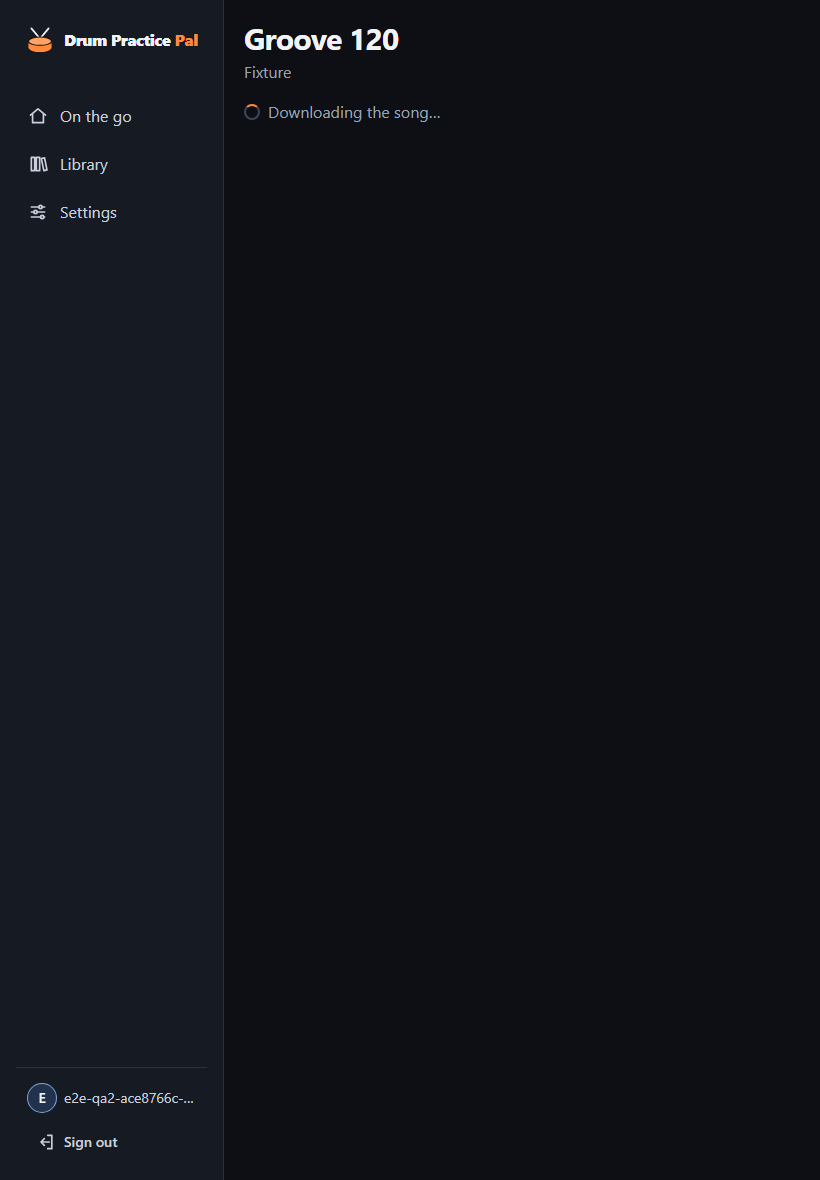 Drum Practice Pal
On the go
Library
Settings
Groove 120
Fixture
Downloading the song...
E
e2e-qa2-ace8766c-...
Sign out